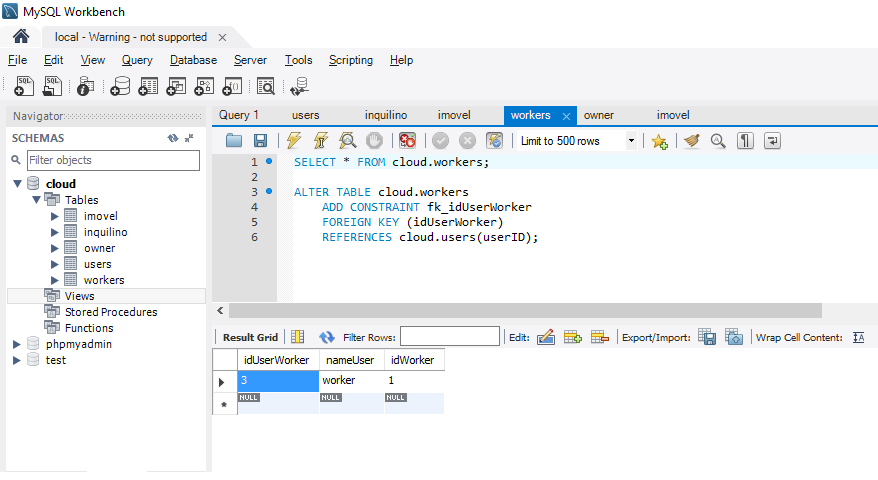 MySQL Workbench
local - Warning - not supported
File Edit View Query Database Server Tools Scripting Help
SQL SQL
Navigator
SCHEMAS
Filter objects
cloud
Tables
imovel
inquilino
owner
users
workers
Views
Stored Procedures
Functions
phpmyadmin
test
Query 1 users inquilino imovel workers owner imovel
Limit to 500 rows
1 SELECT * FROM cloud.workers;
2
3 ALTER TABLE cloud.workers
4 ADD CONSTRAINT fk_idUserWorker
5 FOREIGN KEY (idUserWorker)
6 REFERENCES cloud.users(userID);
Result Grid Filter Rows: Edit: Export/Import: Wrap Cell Content:
idUserWorker nameUser idWorker
3 worker 1
NULL NULL NULL